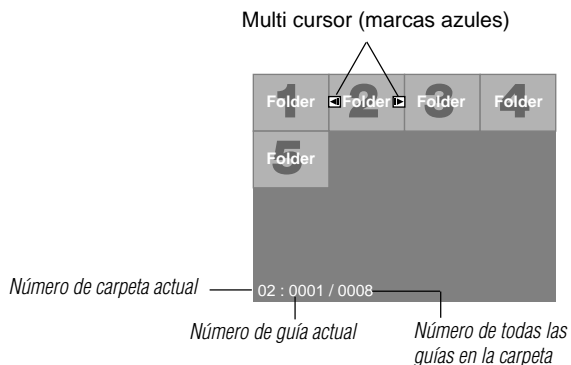 Multi cursor (marcas azules)
1 Folder 2 Folder 3 Folder 4 Folder
5 Folder
Número de carpeta actual
02 : 0001 / 0008
Número de guía actual
Número de todas las
guías en la carpeta